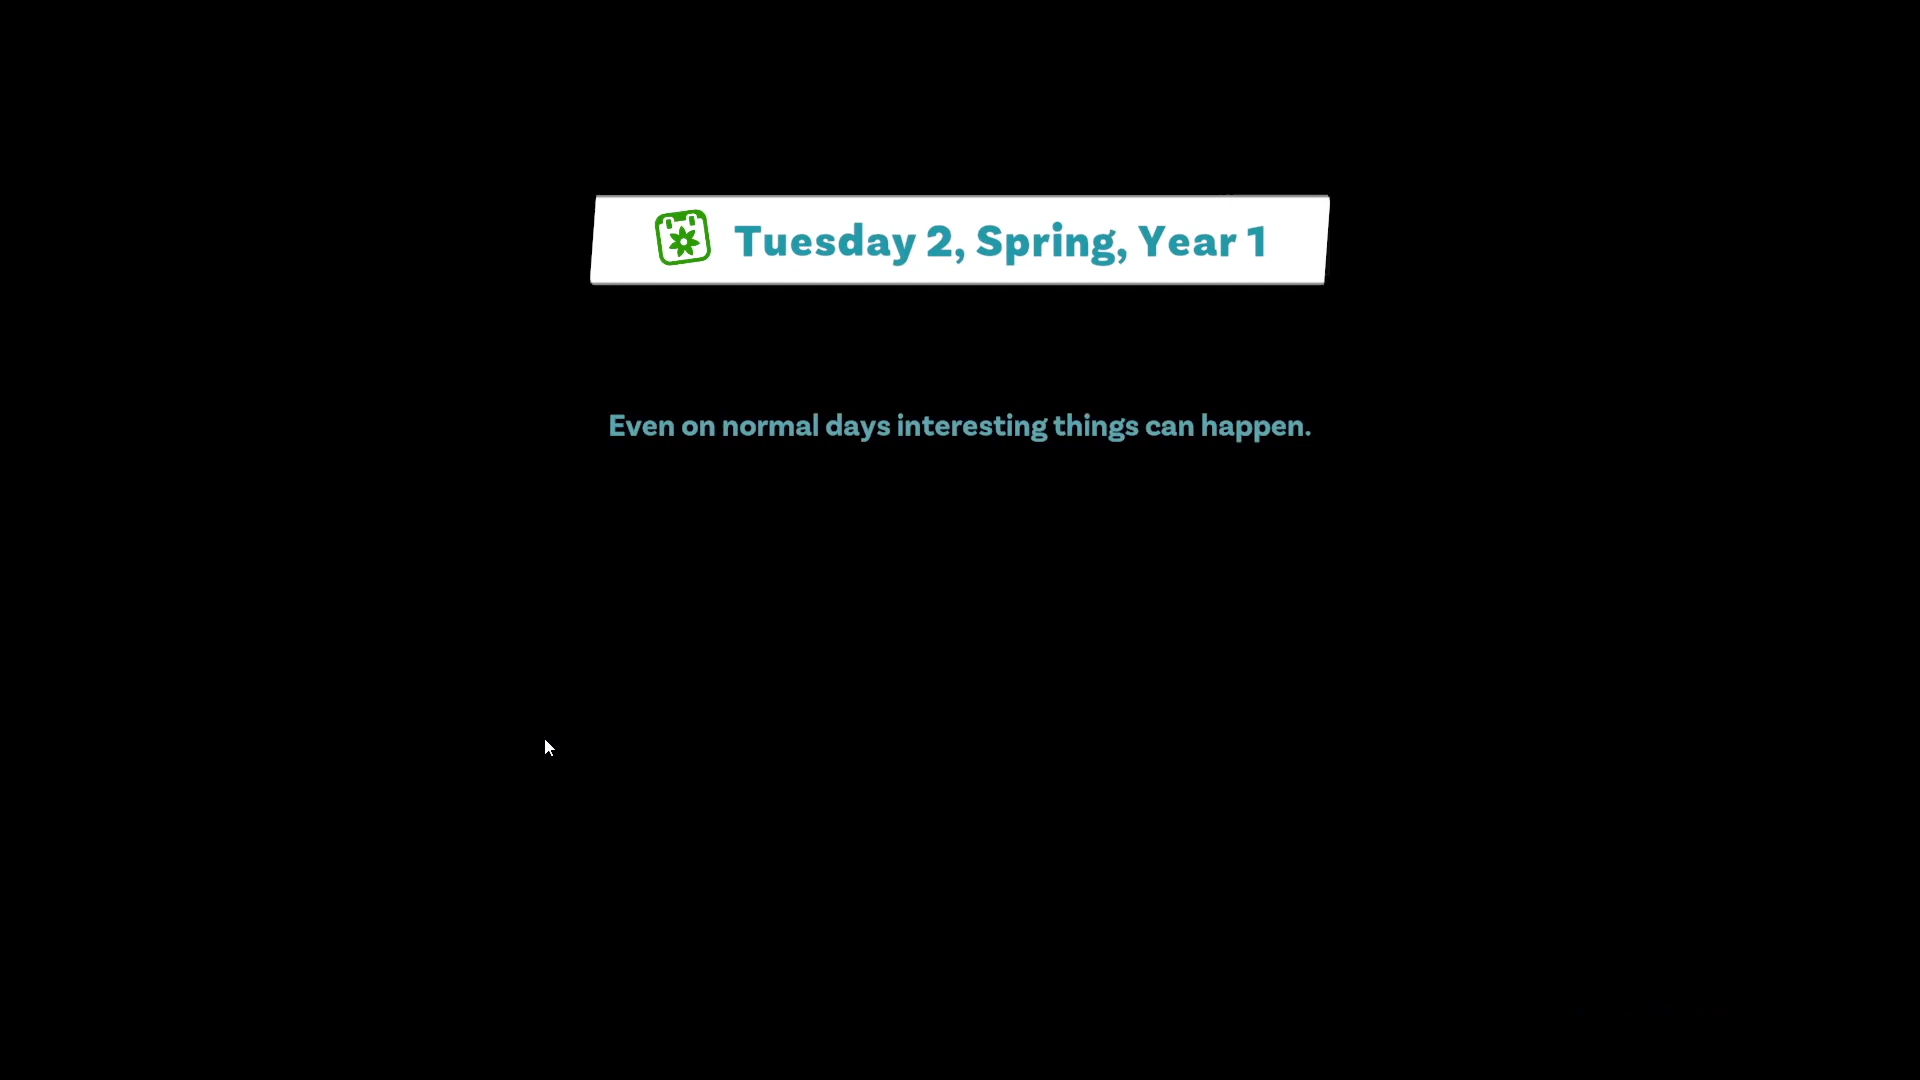 Tuesday 2, Spring, Year 1
Even on normal days interesting things can happen.